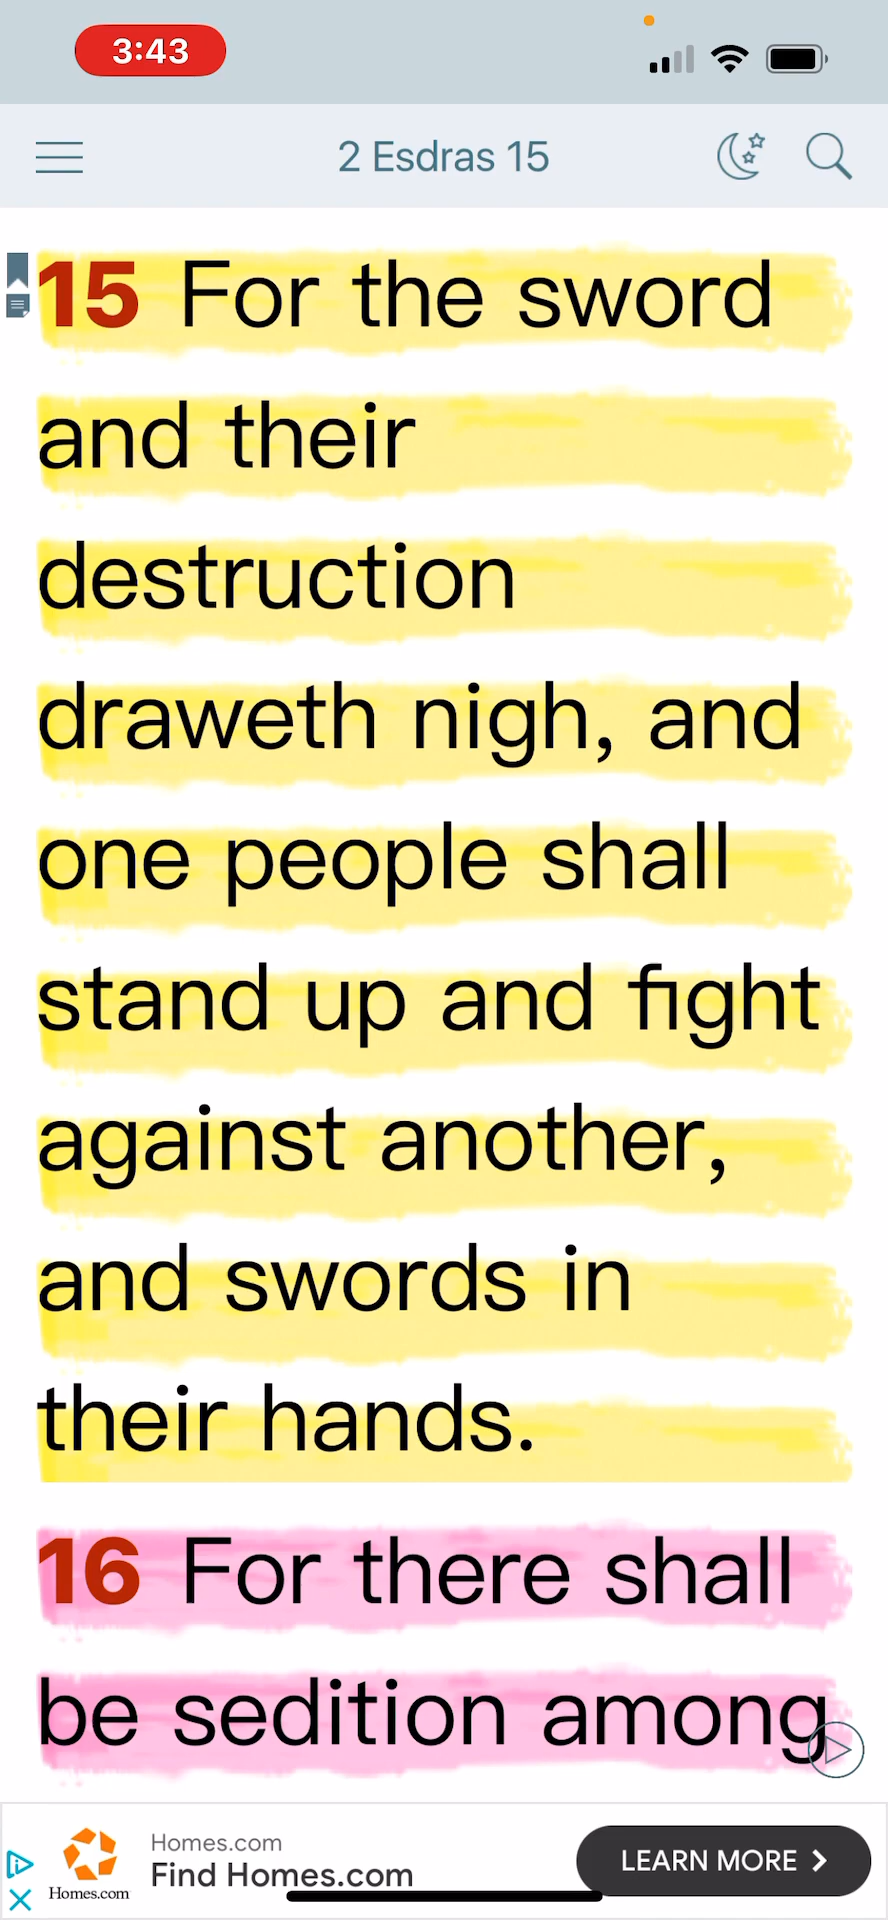 3:43
2 Esdras 15
15 For the sword
and their
destruction
draweth nigh, and
one people shall
stand up and fight
against another,
and swords in
their hands.
16 For there shall
be sedition among
Homes.com
Homes.com
Find Homes.com
LEARN MORE